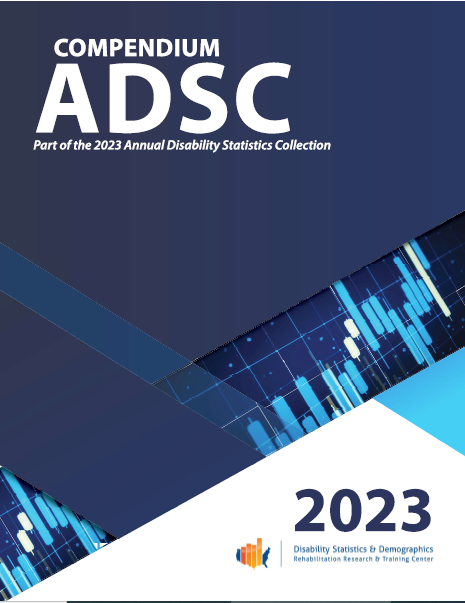 COMPENDIUM
ADSC
Part of the 2023 Annual Disability Statistics Collection
2023
Disability Statistics & Demographics
Rehabilitation Research & Training Center